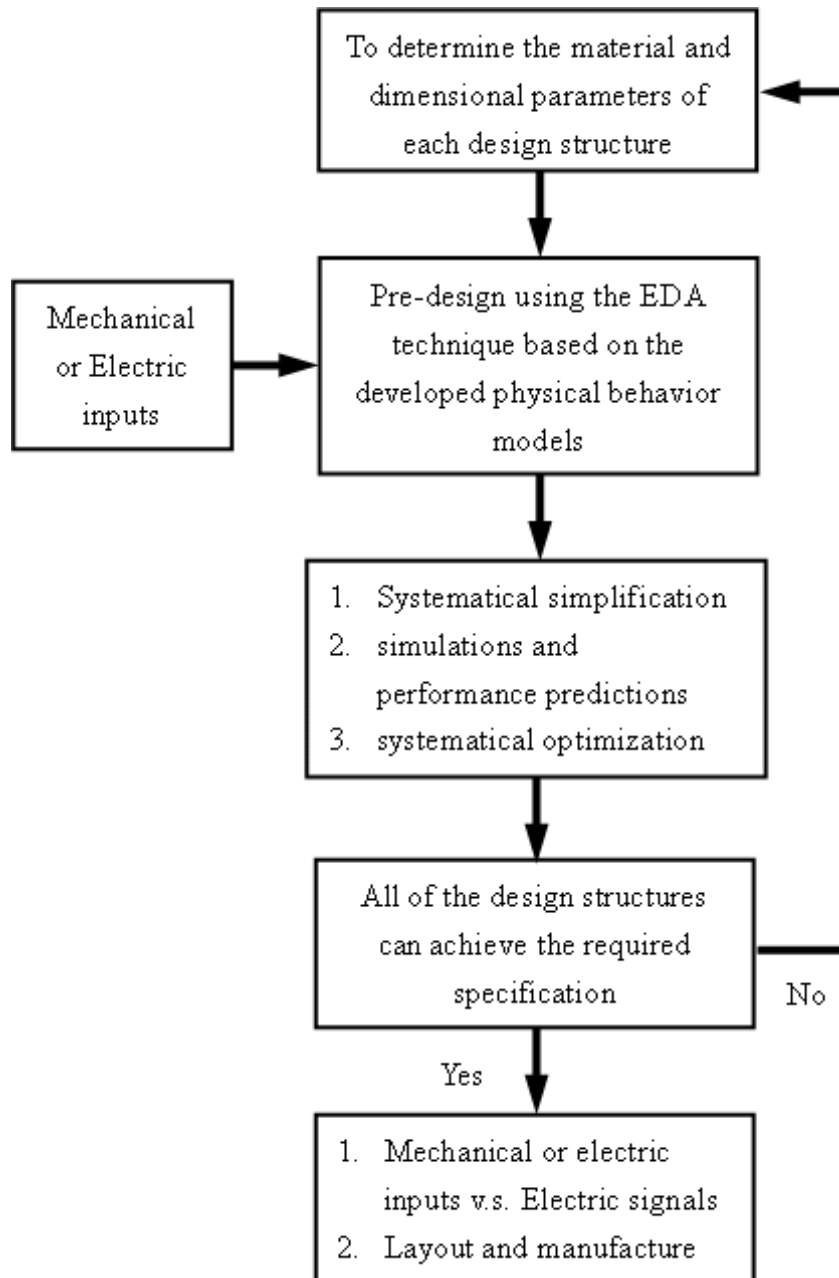 To determine the material and
dimensional parameters of
each design structure
Mechanical
or Electric
inputs
Pre-design using the EDA
technique based on the
developed physical behavior
models
1. Systematical simplification
2. simulations and
performance predictions
3. systematical optimization
All of the design structures
can achieve the required
specification
No
Yes
1. Mechanical or electric
inputs v.s. Electric signals
2. Layout and manufacture